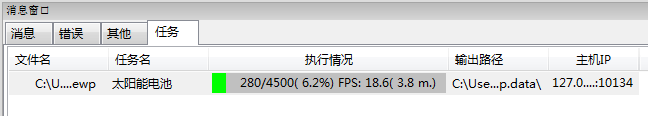 消息窗口
消息 错误 其他 任务
文件名 任务名 执行情况 输出路径 主机IP
C:\U....ewp 太阳能电池 280/4500( 6.2%) FPS: 18.6( 3.8 m.) C:\Use...p.data\ 127.0....:10134